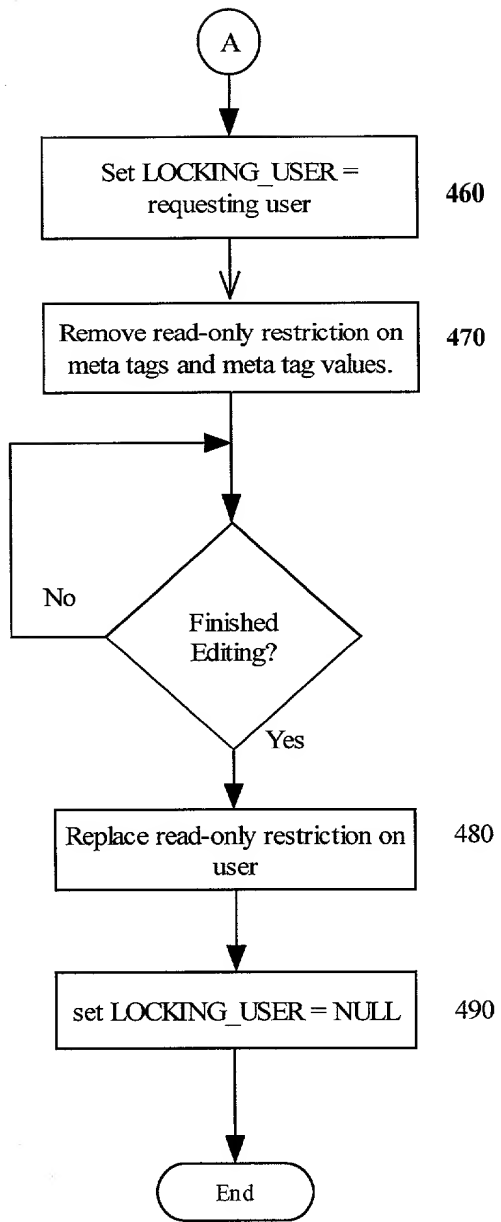 A
Set LOCKING_USER =
requesting user
460
Remove read-only restriction on
meta tags and meta tag values.
470
No
Finished
Editing?
Yes
Replace read-only restriction on
user
480
set LOCKING_USER = NULL
490
End